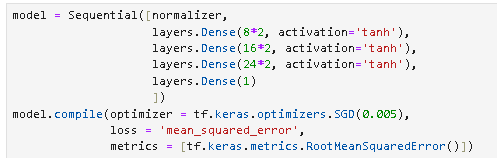 model = Sequential([normalizer,
layers.Dense(8*2, activation='tanh'),
layers.Dense(16*2, activation='tanh'),
layers.Dense(24*2, activation='tanh'),
layers.Dense(1)
])
model.compile(optimizer = tf.keras.optimizers.SGD(0.005),
loss = 'mean_squared_error',
metrics = [tf.keras.metrics.RootMeanSquaredError()])